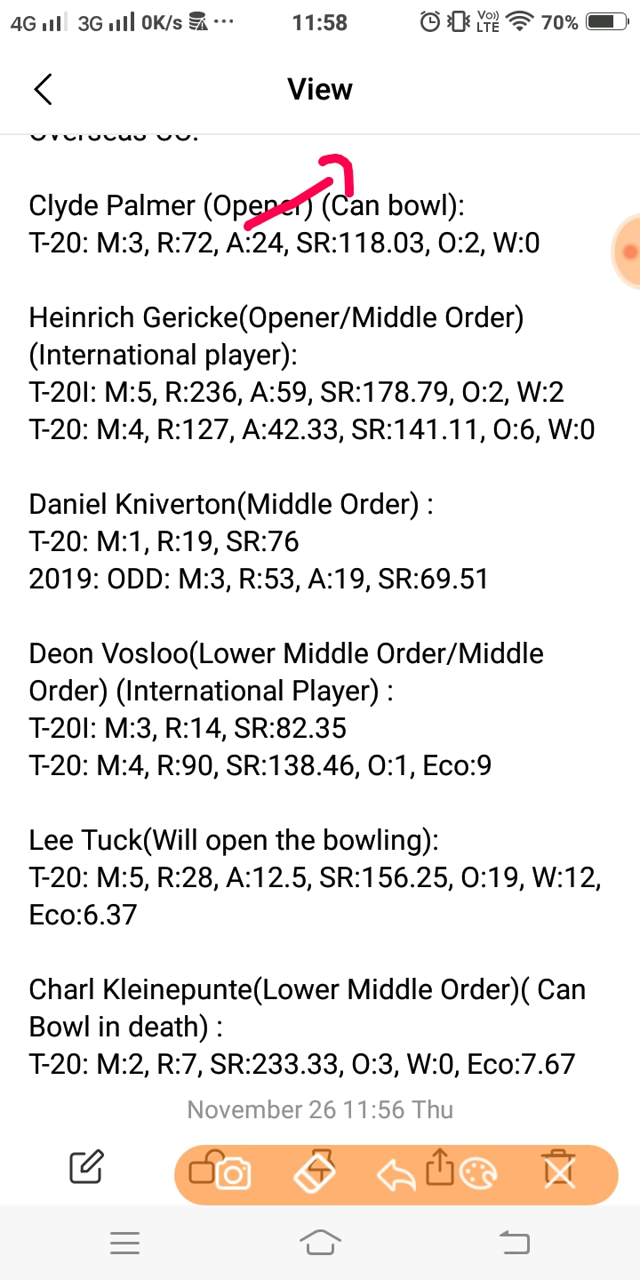 4G 3G 0K/s ... 11:58 Vo)) LTE 70%
View
Overseas CC:
Clyde Palmer (Opener) (Can bowl):
T-20: M:3, R:72, A:24, SR:118.03, O:2, W:0
Heinrich Gericke(Opener/Middle Order)
(International player):
T-20I: M:5, R:236, A:59, SR:178.79, O:2, W:2
T-20: M:4, R:127, A:42.33, SR:141.11, O:6, W:0
Daniel Kniverton(Middle Order) :
T-20: M:1, R:19, SR:76
2019: ODD: M:3, R:53, A:19, SR:69.51
Deon Vosloo(Lower Middle Order/Middle
Order) (International Player) :
T-20I: M:3, R:14, SR:82.35
T-20: M:4, R:90, SR:138.46, O:1, Eco:9
Lee Tuck(Will open the bowling):
T-20: M:5, R:28, A:12.5, SR:156.25, O:19, W:12,
Eco:6.37
Charl Kleinepunte(Lower Middle Order)( Can
Bowl in death) :
T-20: M:2, R:7, SR:233.33, O:3, W:0, Eco:7.67
November 26 11:56 Thu